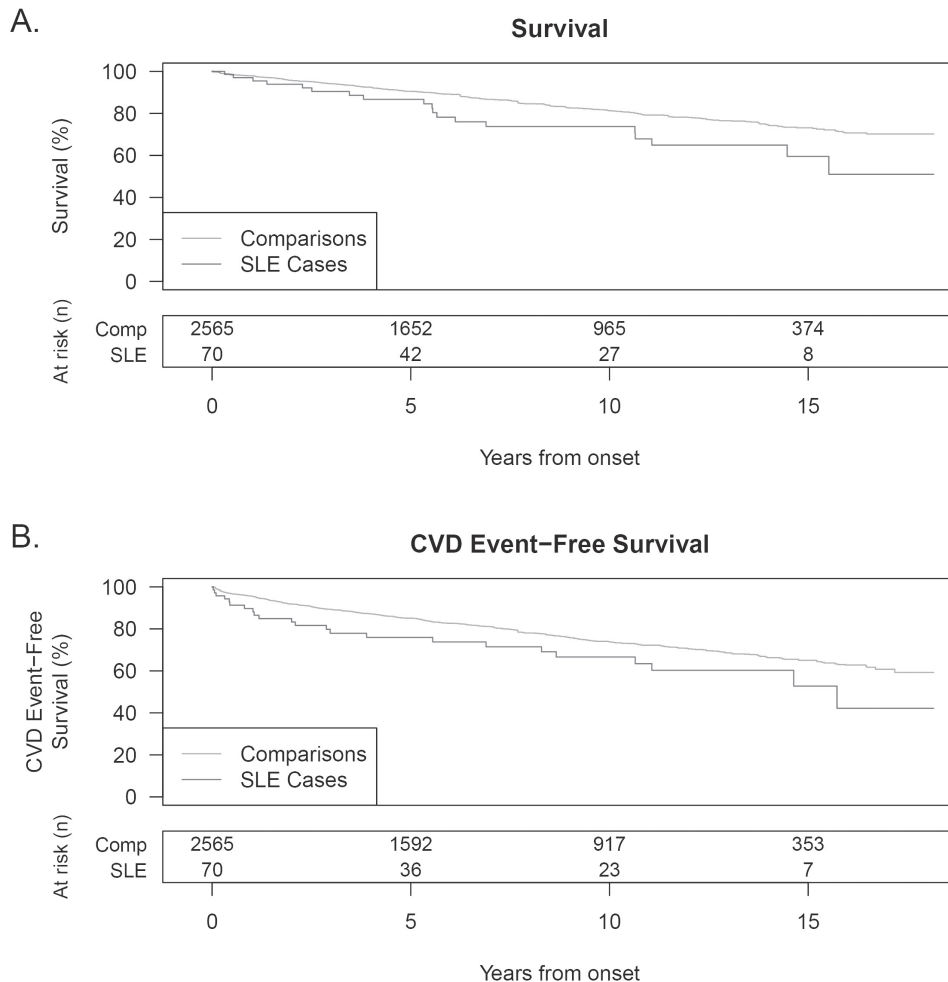 A.
Survival
Survival (%)
100
80
60
40
20
0
Comparisons
SLE Cases
At risk (n)
Comp 2565 1652 965 374
SLE 70 42 27 8
0 5 10 15
Years from onset
B.
CVD Event−Free Survival
CVD Event−Free
Survival (%)
100
80
60
40
20
0
Comparisons
SLE Cases
At risk (n)
Comp 2565 1592 917 353
SLE 70 36 23 7
0 5 10 15
Years from onset